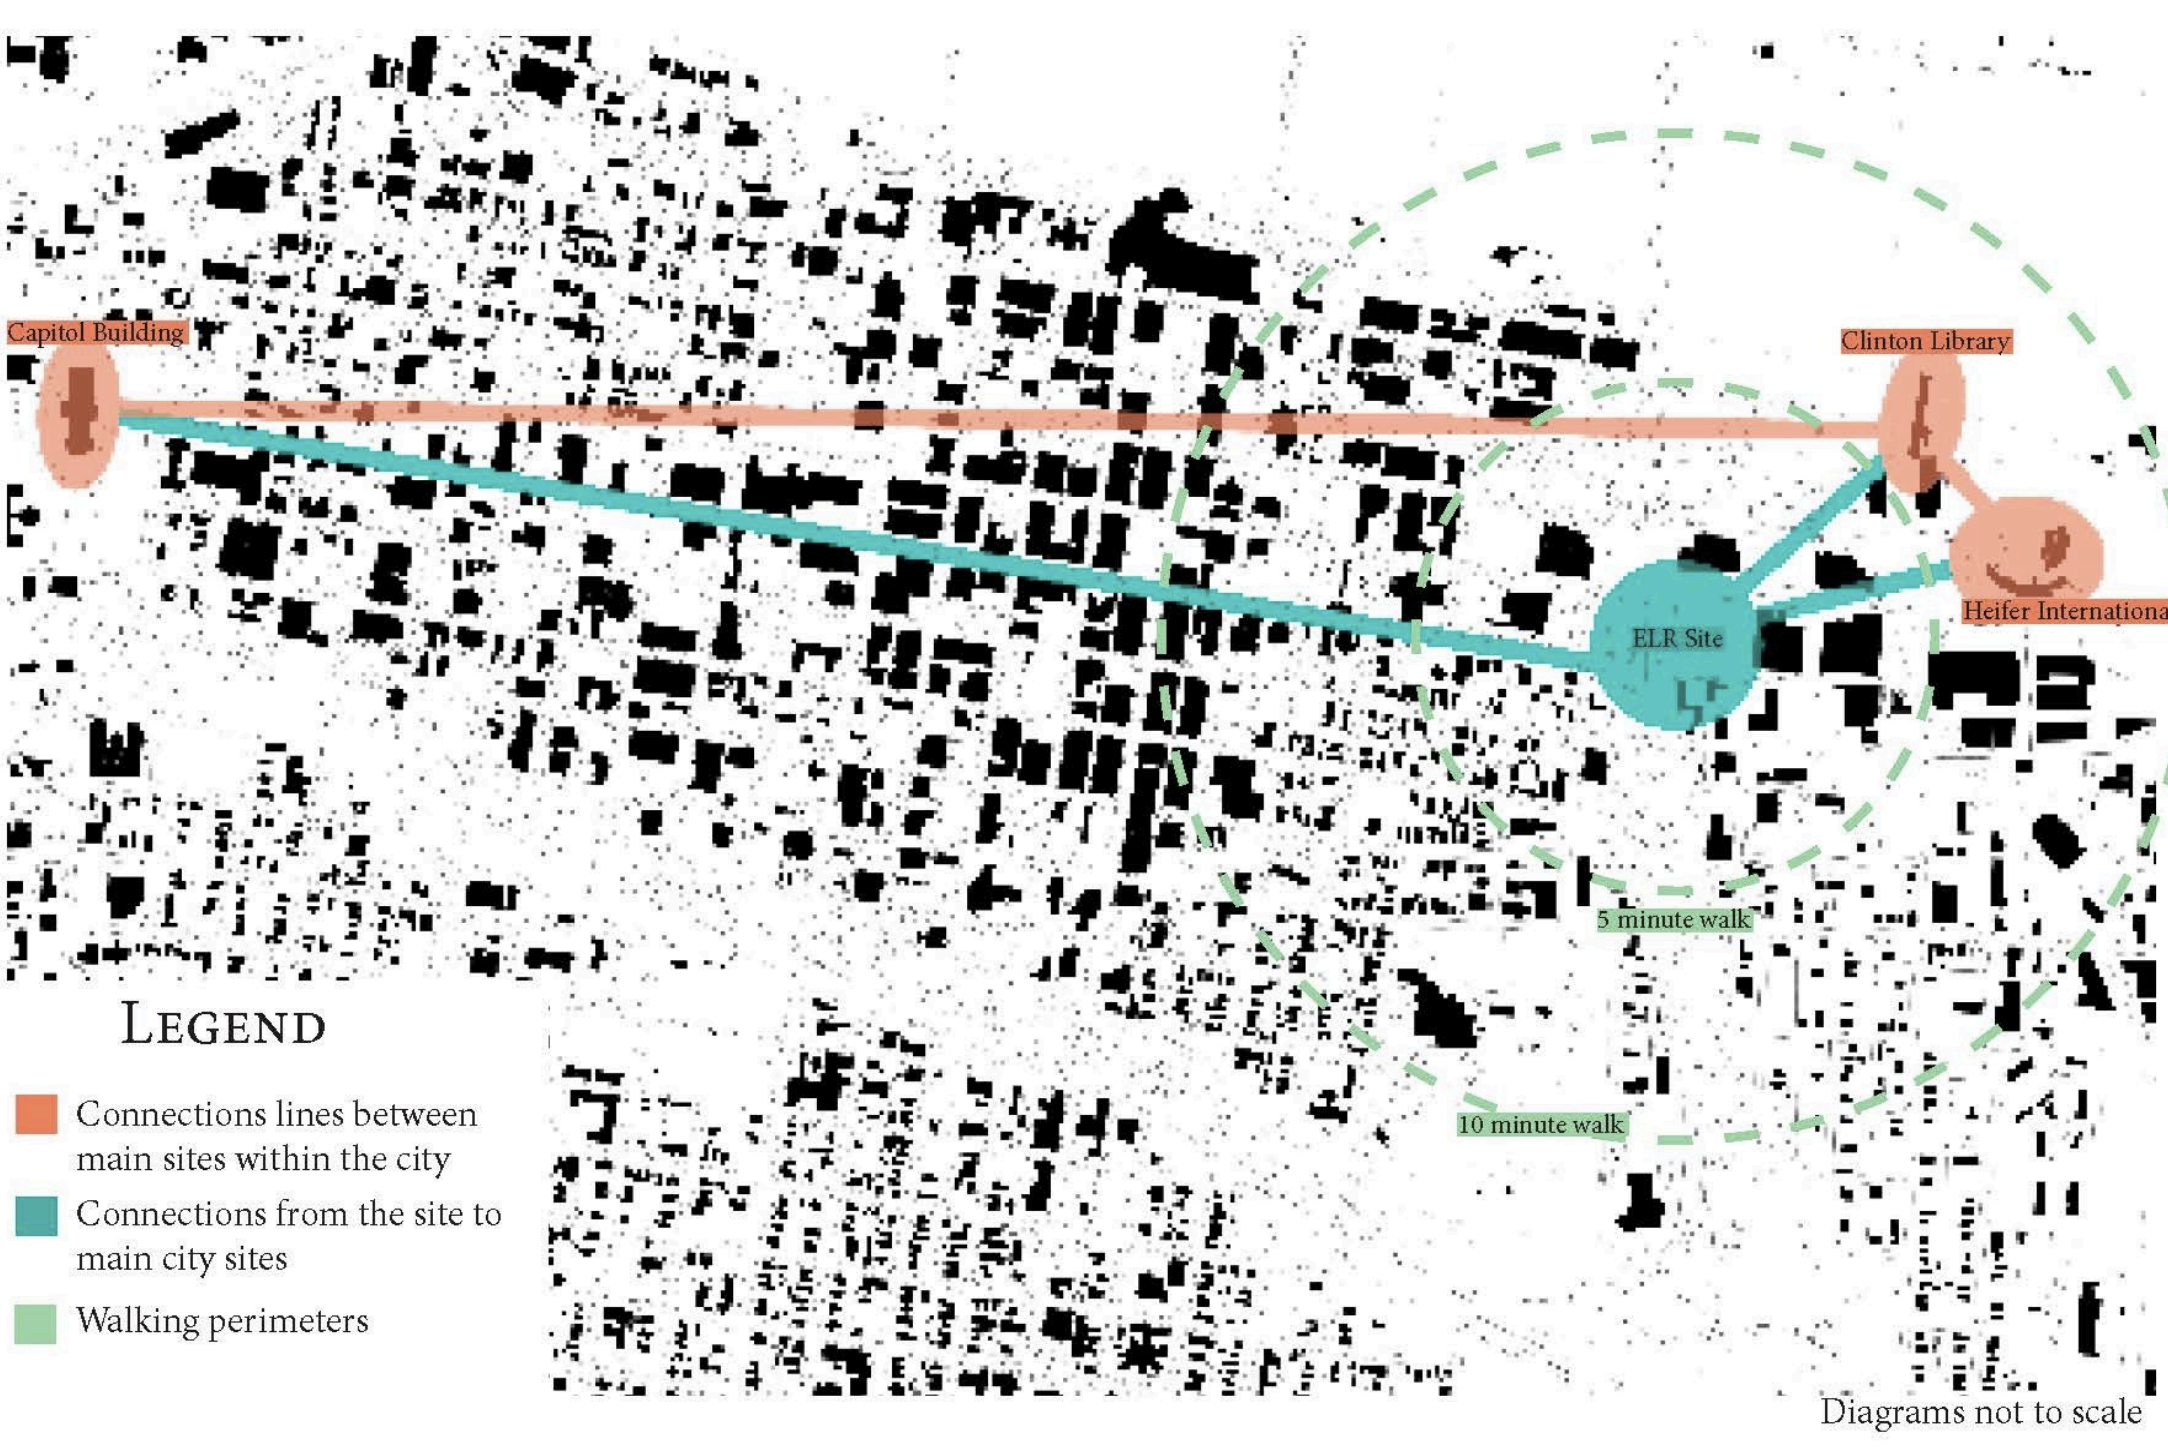 Capitol Building
Clinton Library
Heifer Internationa
ELR Site
5 minute walk
10 minute walk
LEGEND
Connections lines between
main sites within the city
Connections from the site to
main city sites
Walking perimeters
Diagrams not to scale